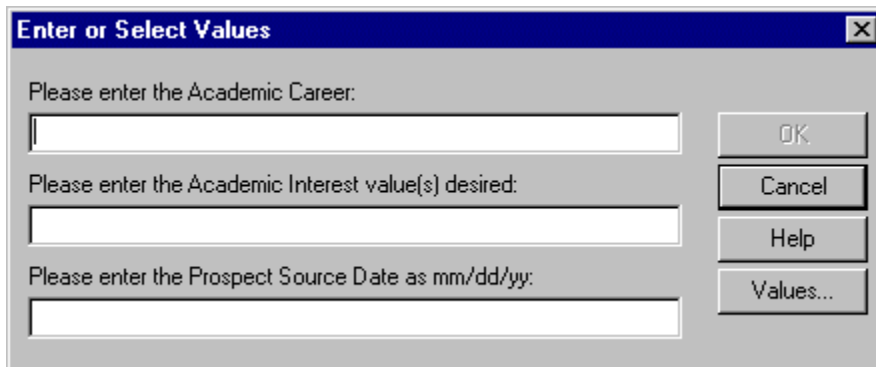 Enter or Select Values
Please enter the Academic Career:
OK
Please enter the Academic Interest value(s) desired:
Cancel
Help
Please enter the Prospect Source Date as mm/dd/yy:
Values...